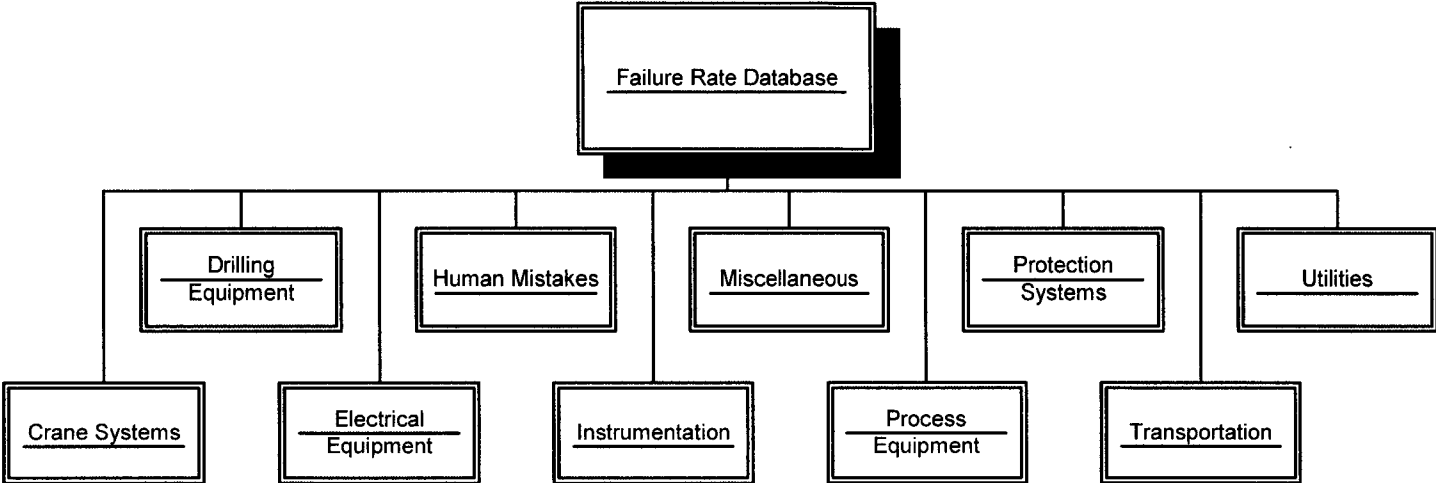 Failure Rate Database
Drilling
Equipment
Human Mistakes
Miscellaneous
Protection
Systems
Utilities
Crane Systems
Electrical
Equipment
Instrumentation
Process
Equipment
Transportation